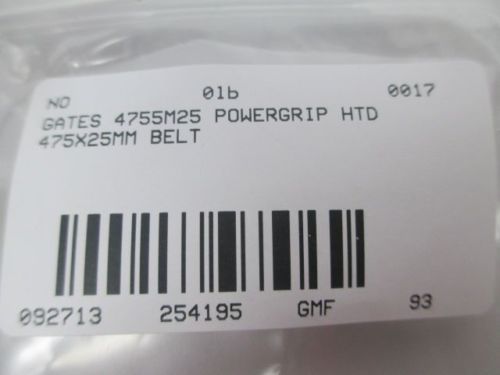 NO 01b 0017
GATES 4755M25 POWERGRIP HTD
475X25MM BELT
092713 254195 GMF 93